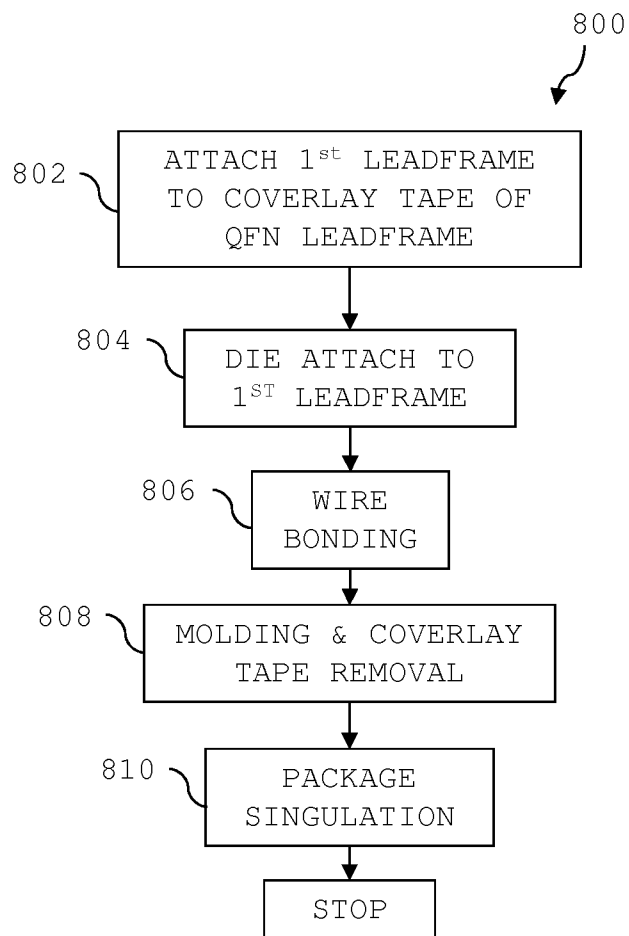 800
802
ATTACH 1st LEADFRAME
TO COVERLAY TAPE OF
QFN LEADFRAME
804
DIE ATTACH TO
1ST LEADFRAME
806
WIRE
BONDING
808
MOLDING & COVERLAY
TAPE REMOVAL
810
PACKAGE
SINGULATION
STOP